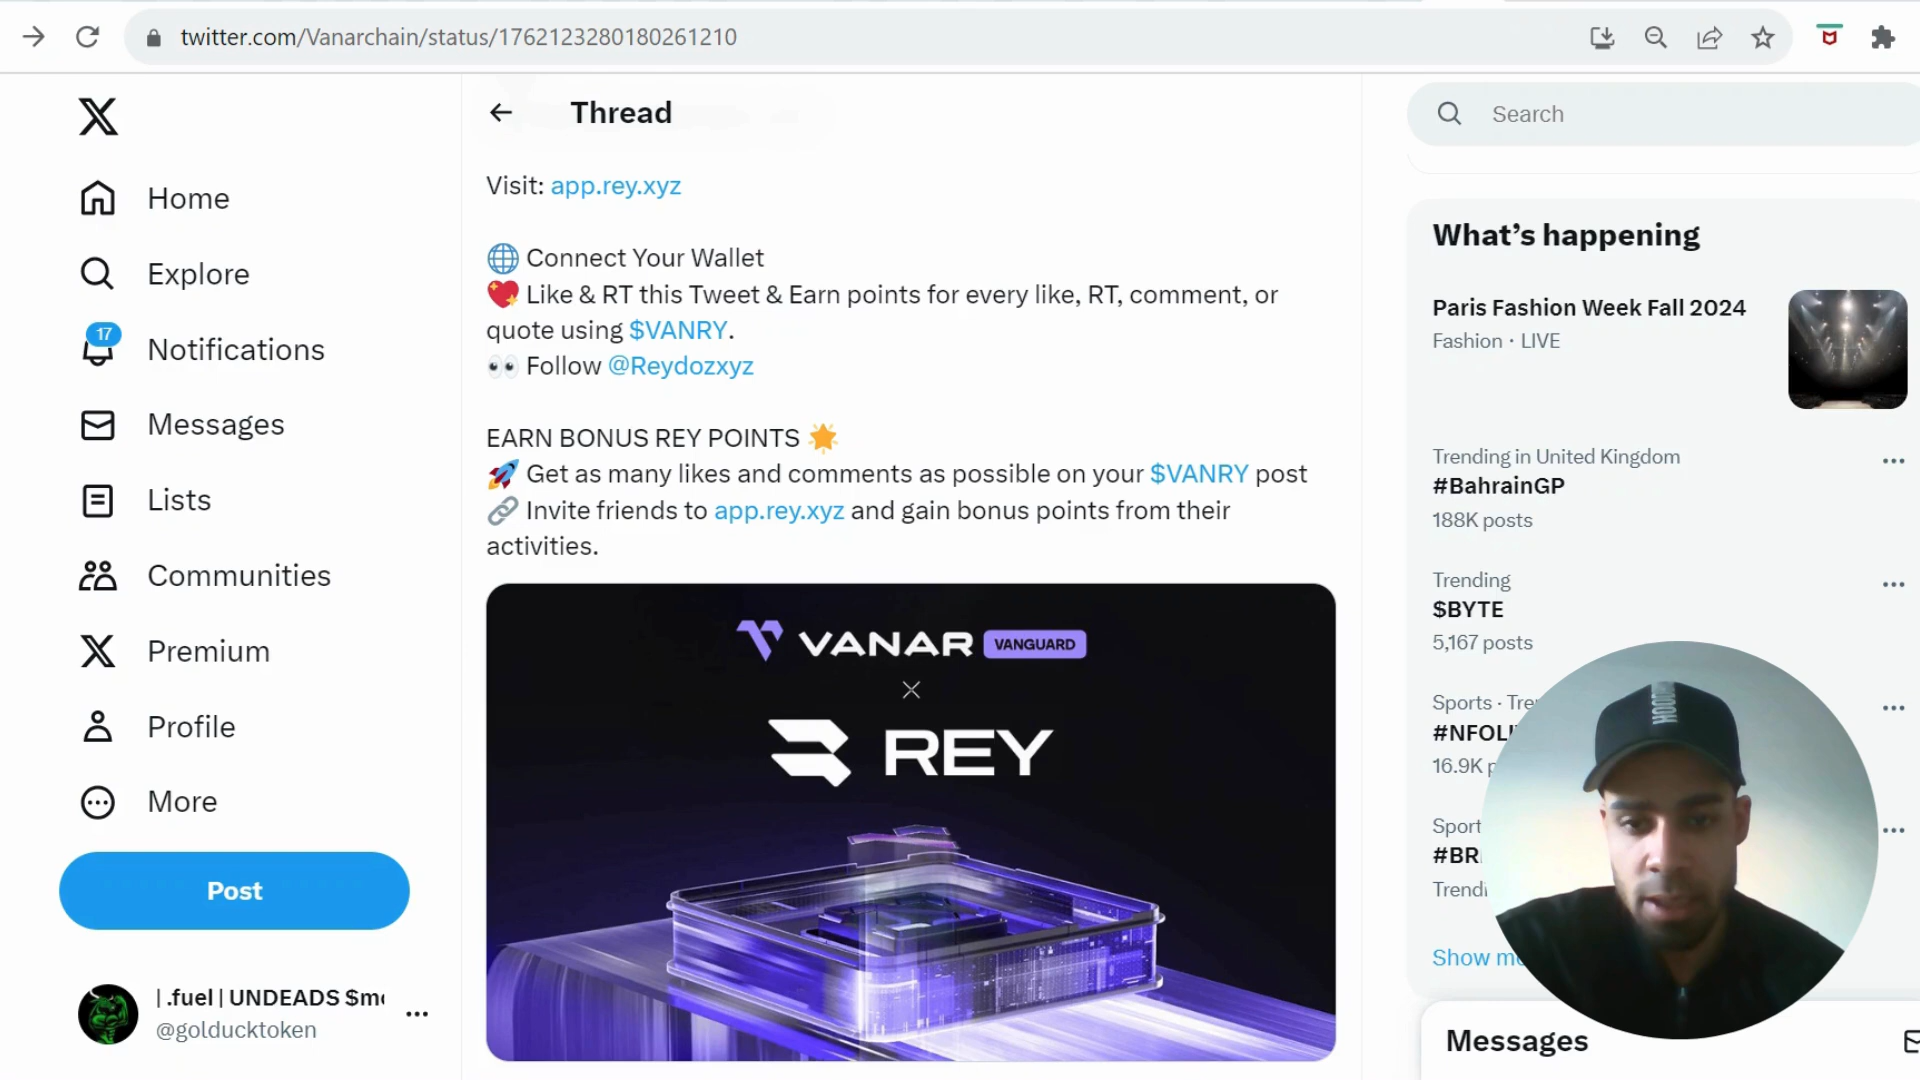 twitter.com/Vanarchain/status/1762123280180261210
Home
Explore
17
Notifications
Messages
Lists
Communities
Premium
Profile
More
Post
| .fuel | UNDEADS
@golducktoken
Thread
Visit: app.rey.xyz
Connect Your Wallet
Like & RT this Tweet & Earn points for every like, RT, comment, or
quote using $VANRY.
Follow @Reydozxyz
EARN BONUS REY POINTS
Get as many likes and comments as possible on your $VANRY post
Invite friends to app.rey.xyz and gain bonus points from their
activities.
VANAR VANGUARD
REY
Search
What's happening
Paris Fashion Week Fall 2024
Fashion · LIVE
Trending in United Kingdom
#BahrainGP
188K posts
Trending
$BYTE
5,167 posts
Sports ·
16.9K
Show
Messages